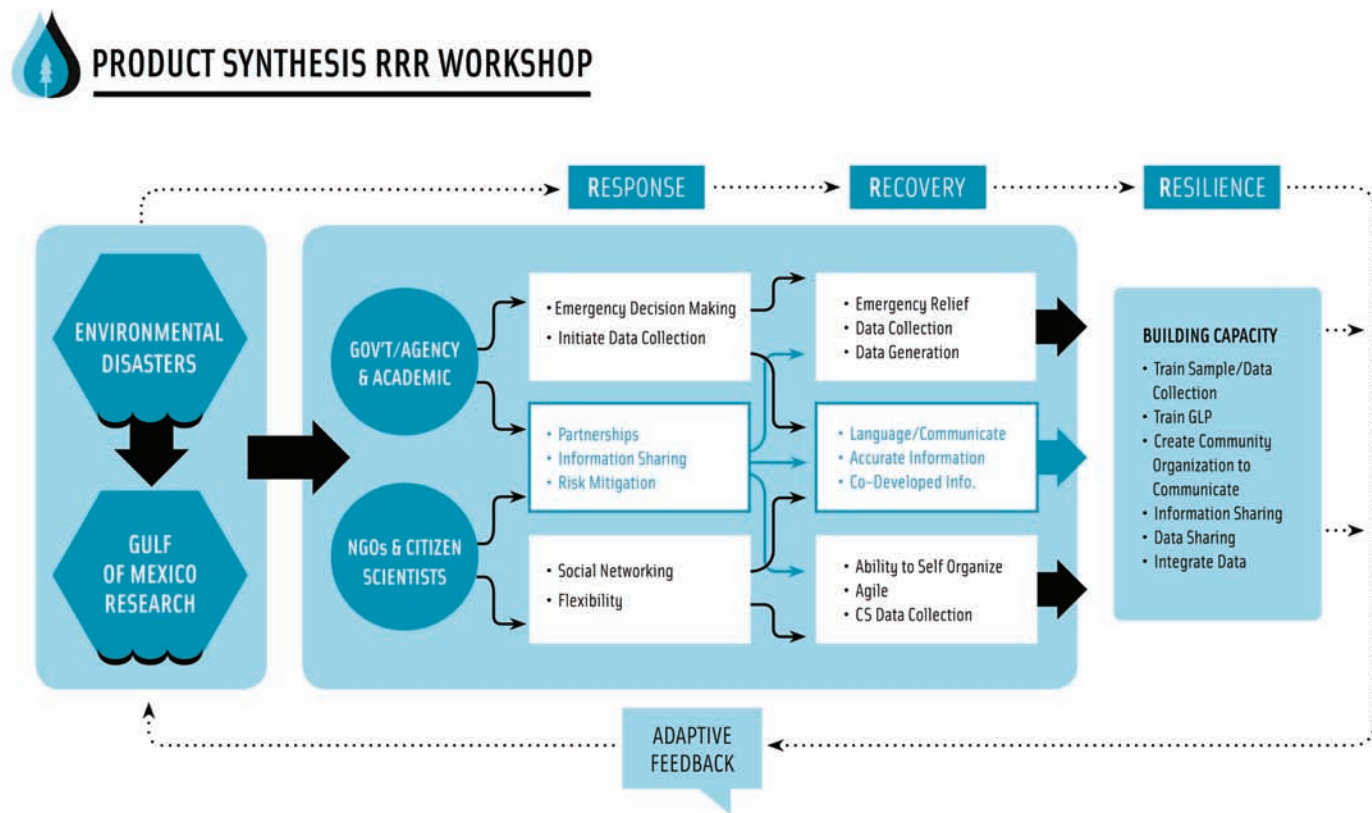 PRODUCT SYNTHESIS RRR WORKSHOP
RESPONSE
RECOVERY
RESILIENCE
ENVIRONMENTAL
DISASTERS
GULF
OF MEXICO
RESEARCH
GOV'T/AGENCY
& ACADEMIC
NGOs & CITIZEN
SCIENTISTS
• Emergency Decision Making
• Initiate Data Collection
• Partnerships
• Information Sharing
• Risk Mitigation
• Social Networking
• Flexibility
• Emergency Relief
• Data Collection
• Data Generation
• Language/Communicate
• Accurate Information
• Co-Developed Info.
• Ability to Self Organize
• Agile
• CS Data Collection
BUILDING CAPACITY
• Train Sample/Data
Collection
• Train GLP
• Create Community
Organization to
Communicate
• Information Sharing
• Data Sharing
• Integrate Data
ADAPTIVE
FEEDBACK